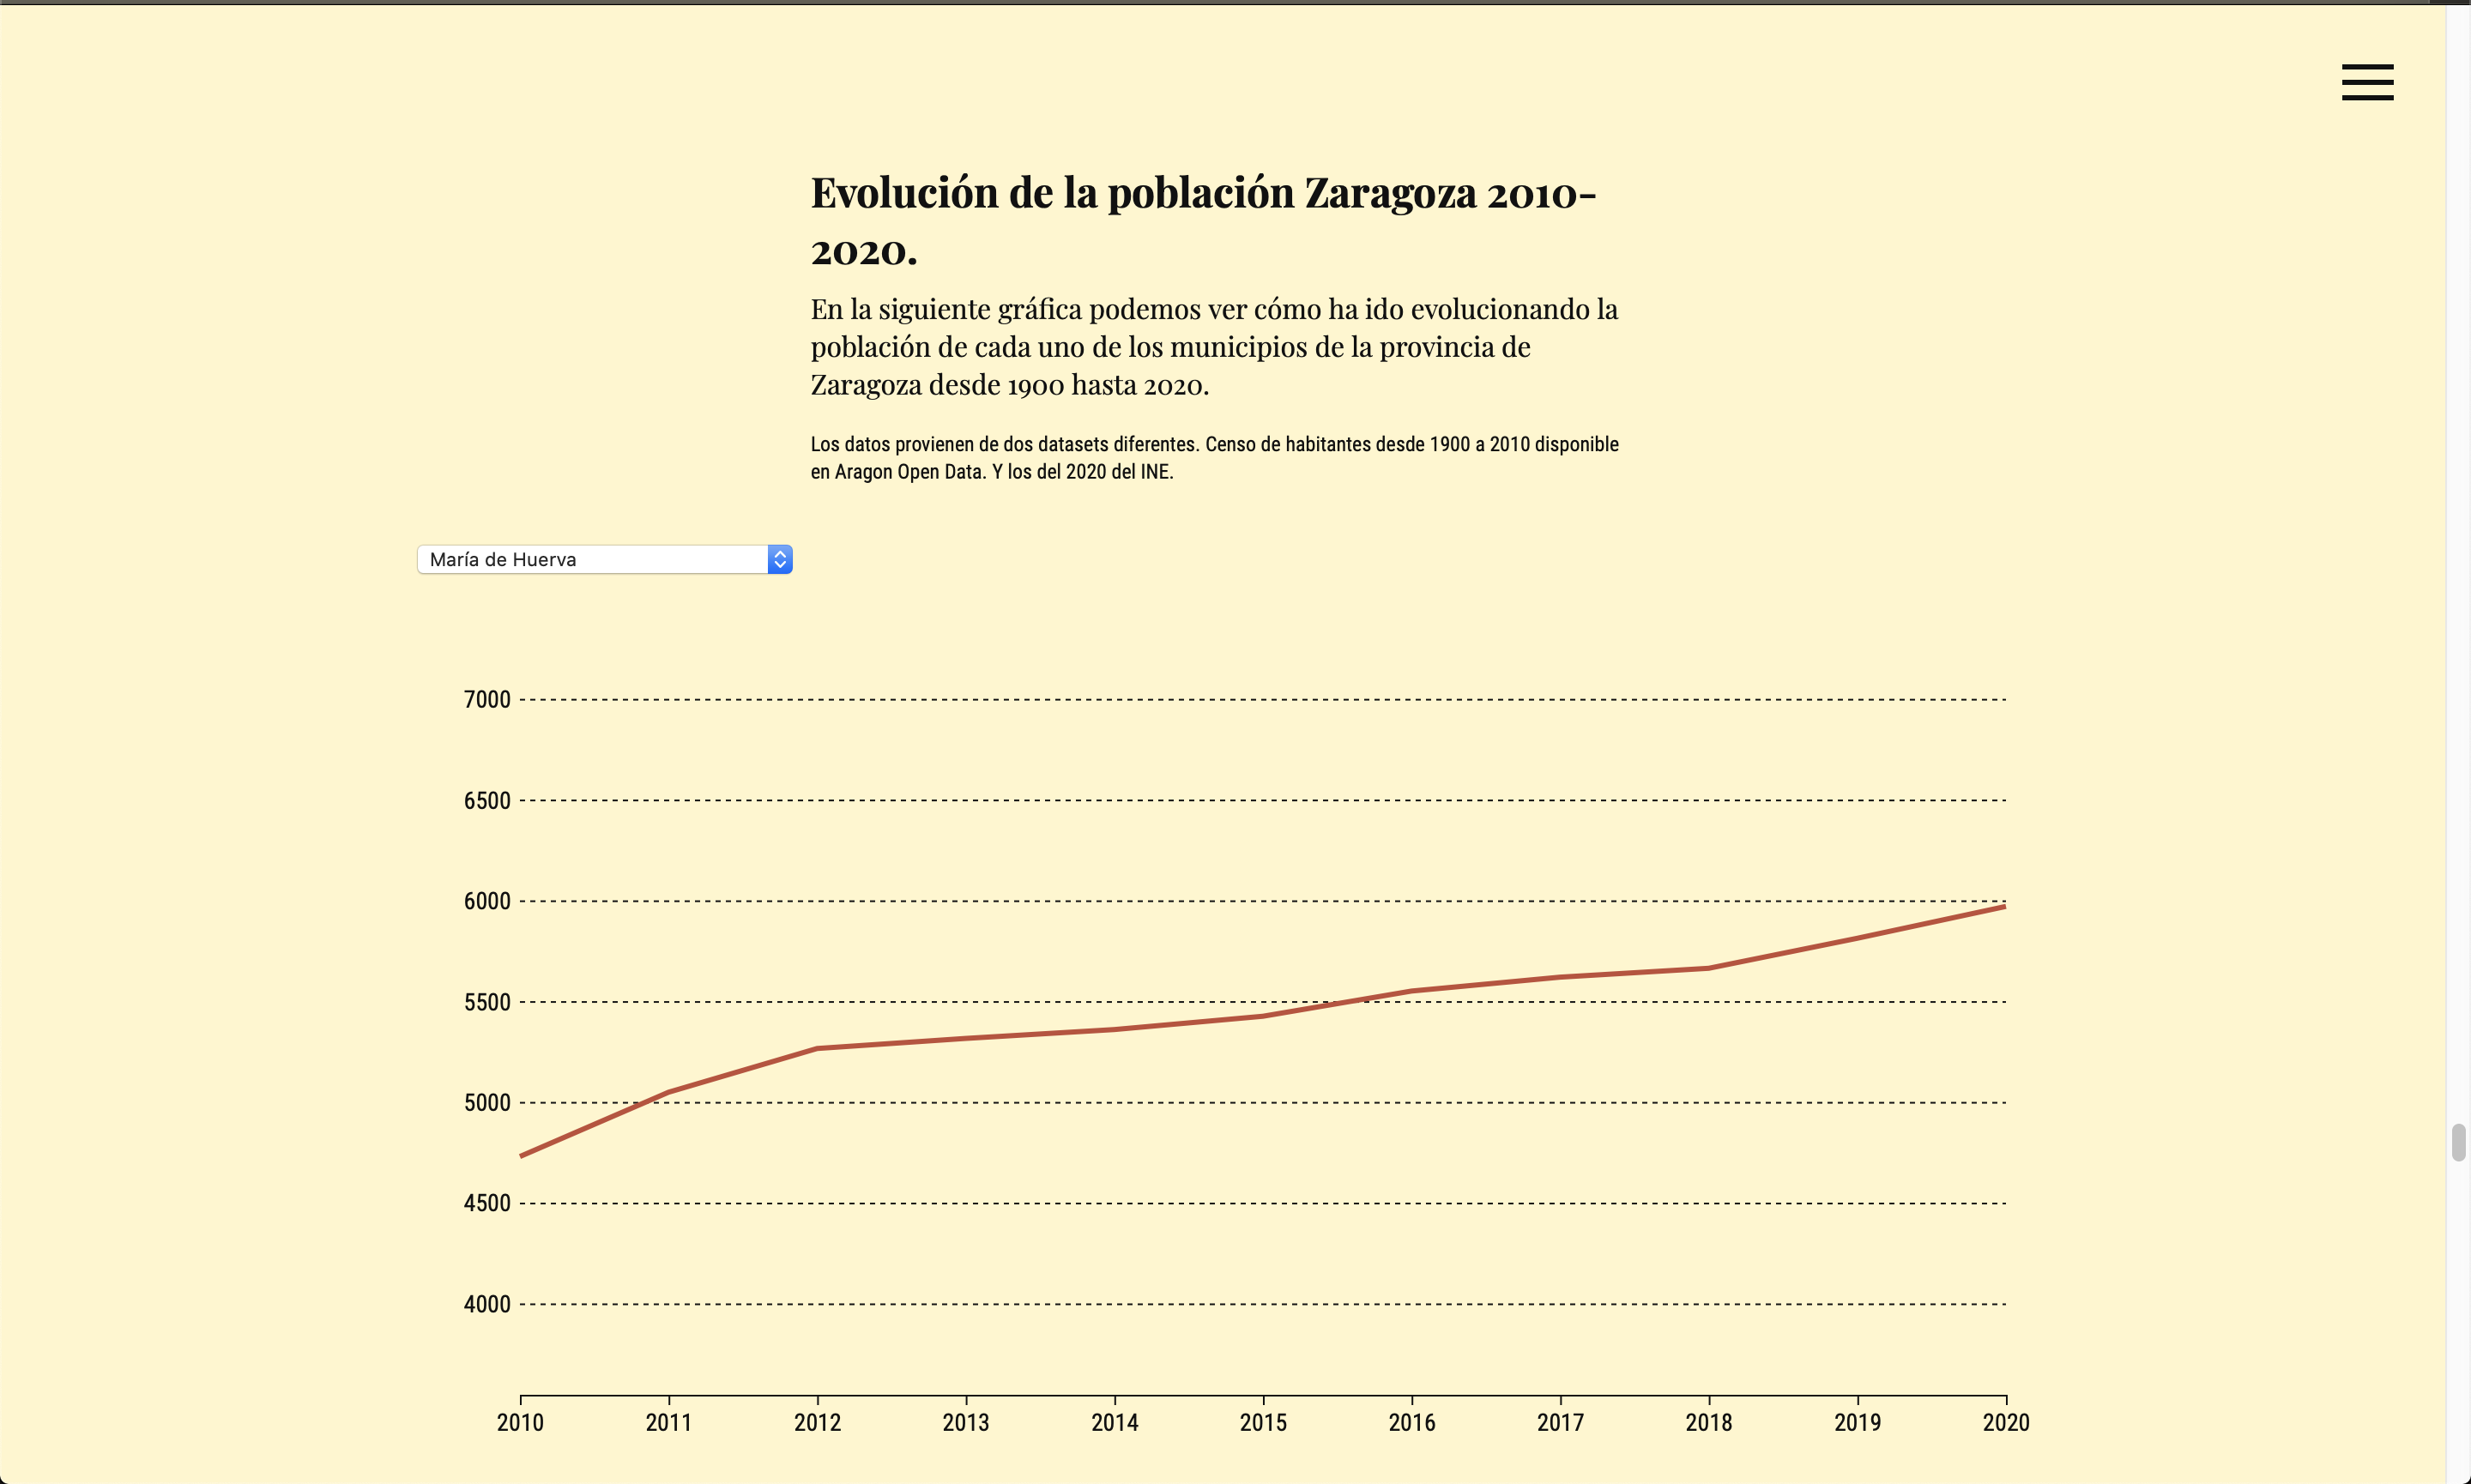 Evolución de la población Zaragoza 2010-
2020.
En la siguiente gráfica podemos ver cómo ha ido evolucionando la
población de cada uno de los municipios de la provincia de
Zaragoza desde 1900 hasta 2020.
Los datos provienen de dos datasets diferentes. Censo de habitantes desde 1900 a 2010 disponible
en Aragon Open Data. Y los del 2020 del INE.
María de Huerva
7000
6500
6000
5500
5000
4500
4000
2010 2011 2012 2013 2014 2015 2016 2017 2018 2019 2020